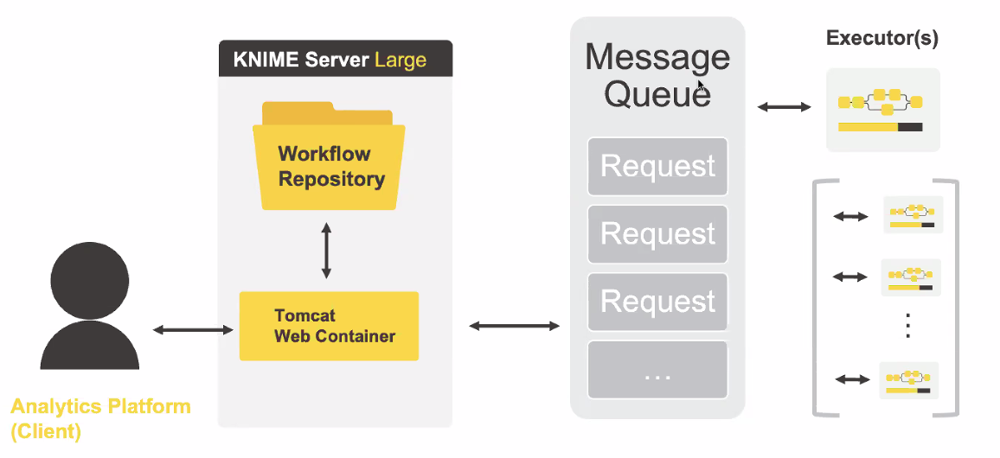 KNIME Server Large
Workflow
Repository
Tomcat
Web Container
Analytics Platform
(Client)
Message
Queue
Request
Request
Request
...
Executor(s)